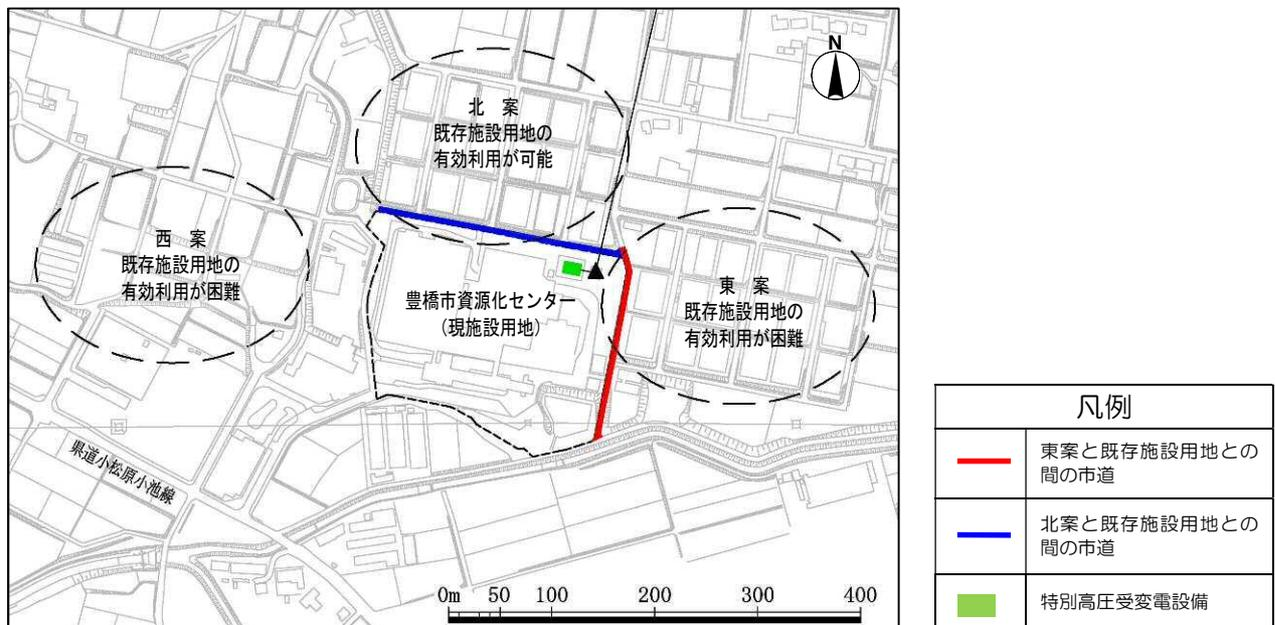 N
北 案
既存施設用地の
有効利用が可能
西 案
既存施設用地の
有効利用が困難
豊橋市資源化センター
（現施設用地）
東 案
既存施設用地の
有効利用が困難
県道小松原小池線
0m 50 100 200 300 400
凡例
東案と既存施設用地との
間の市道
北案と既存施設用地との
間の市道
特別高圧受変電設備